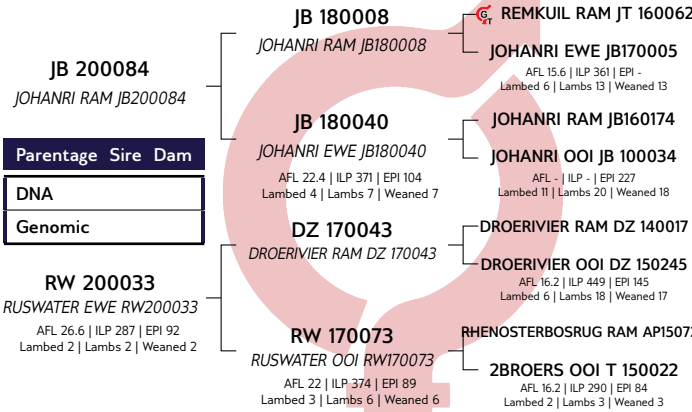 JB 200084
JOHANRI RAM JB200084
Parentage Sire Dam
DNA
Genomic
RW 200033
RUSWATER EWE RW200033
AFL 26.6 | ILP 287 | EPI 92
Lambed 2 | Lambs 2 | Weaned 2
JB 180008
JOHANRI RAM JB180008
JB 180040
JOHANRI EWE JB180040
AFL 22.4 | ILP 371 | EPI 104
Lambed 4 | Lambs 7 | Weaned 7
DZ 170043
DROERIVIER RAM DZ 170043
RW 170073
RUSWATER OOI RW170073
AFL 22 | ILP 374 | EPI 89
Lambed 3 | Lambs 6 | Weaned 6
GT REMKUIL RAM JT 160062
JOHANRI EWE JB170005
AFL 15.6 | ILP 361 | EPI -
Lambed 6 | Lambs 13 | Weaned 13
JOHANRI RAM JB160174
JOHANRI OOI JB 100034
AFL - | ILP - | EPI 227
Lambed 11 | Lambs 20 | Weaned 18
DROERIVIER RAM DZ 140017
DROERIVIER OOI DZ 150245
AFL 16.2 | ILP 449 | EPI 145
Lambed 6 | Lambs 18 | Weaned 17
RHENOSTERBOSRUG RAM AP15073
2BROERS OOI T 150022
AFL 16.2 | ILP 290 | EPI 84
Lambed 2 | Lambs 3 | Weaned 3